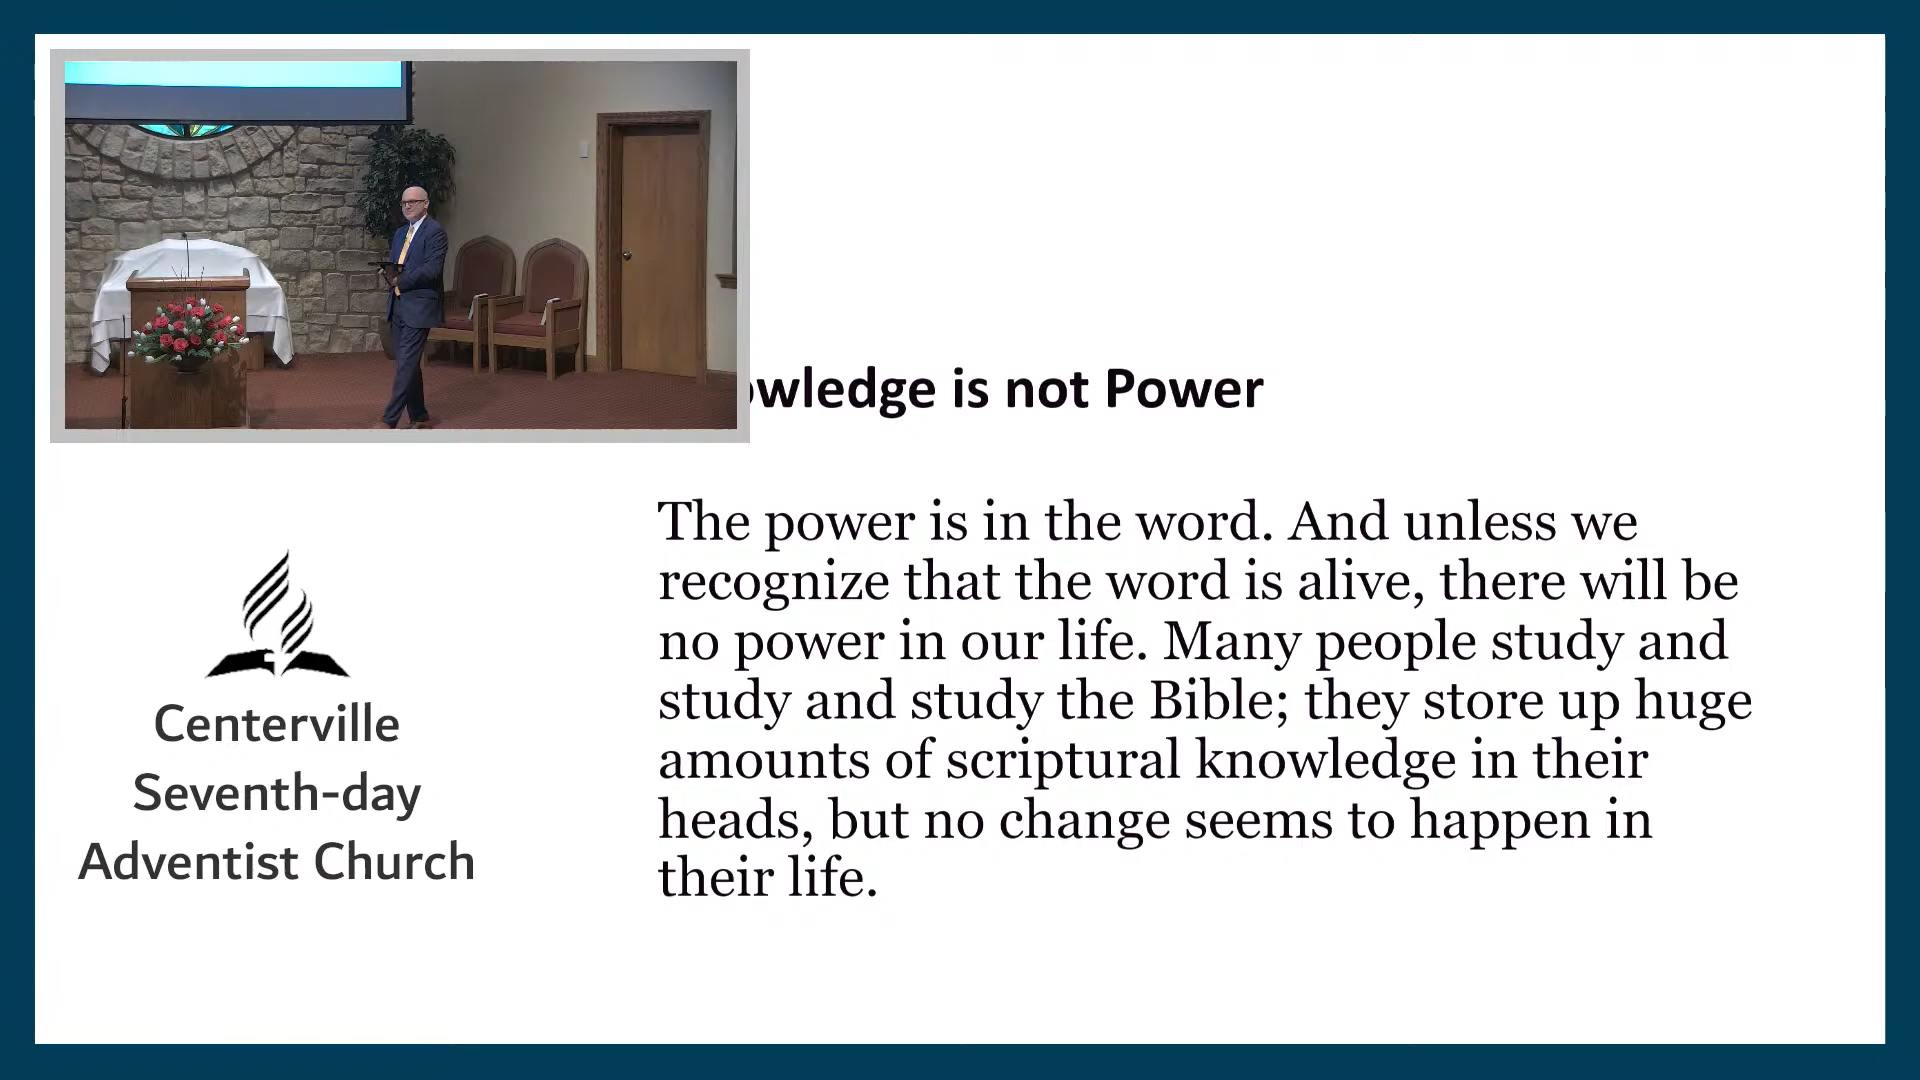 owledge is not Power
The power is in the word. And unless we
recognize that the word is alive, there will be
no power in our life. Many people study and
study and study the Bible; they store up huge
amounts of scriptural knowledge in their
heads, but no change seems to happen in
their life.
Centerville
Seventh-day
Adventist Church